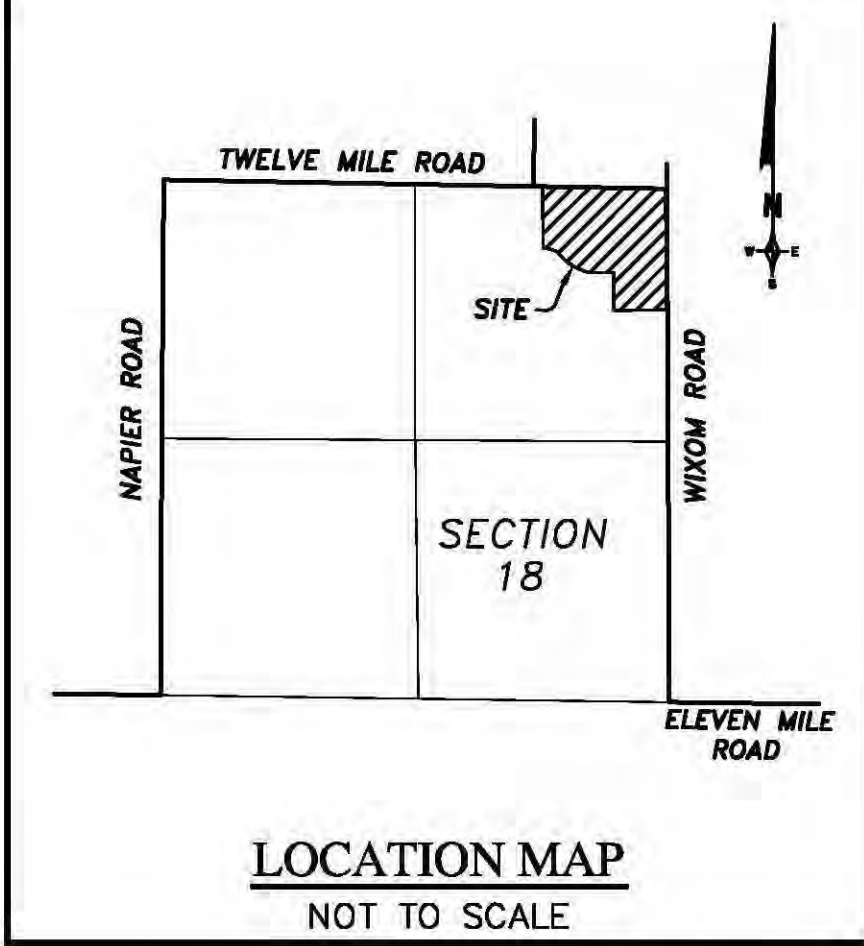 TWELVE MILE ROAD
N
W E
S
SITE
NAPIER ROAD
WIXOM ROAD
SECTION
18
ELEVEN MILE
ROAD
LOCATION MAP
NOT TO SCALE